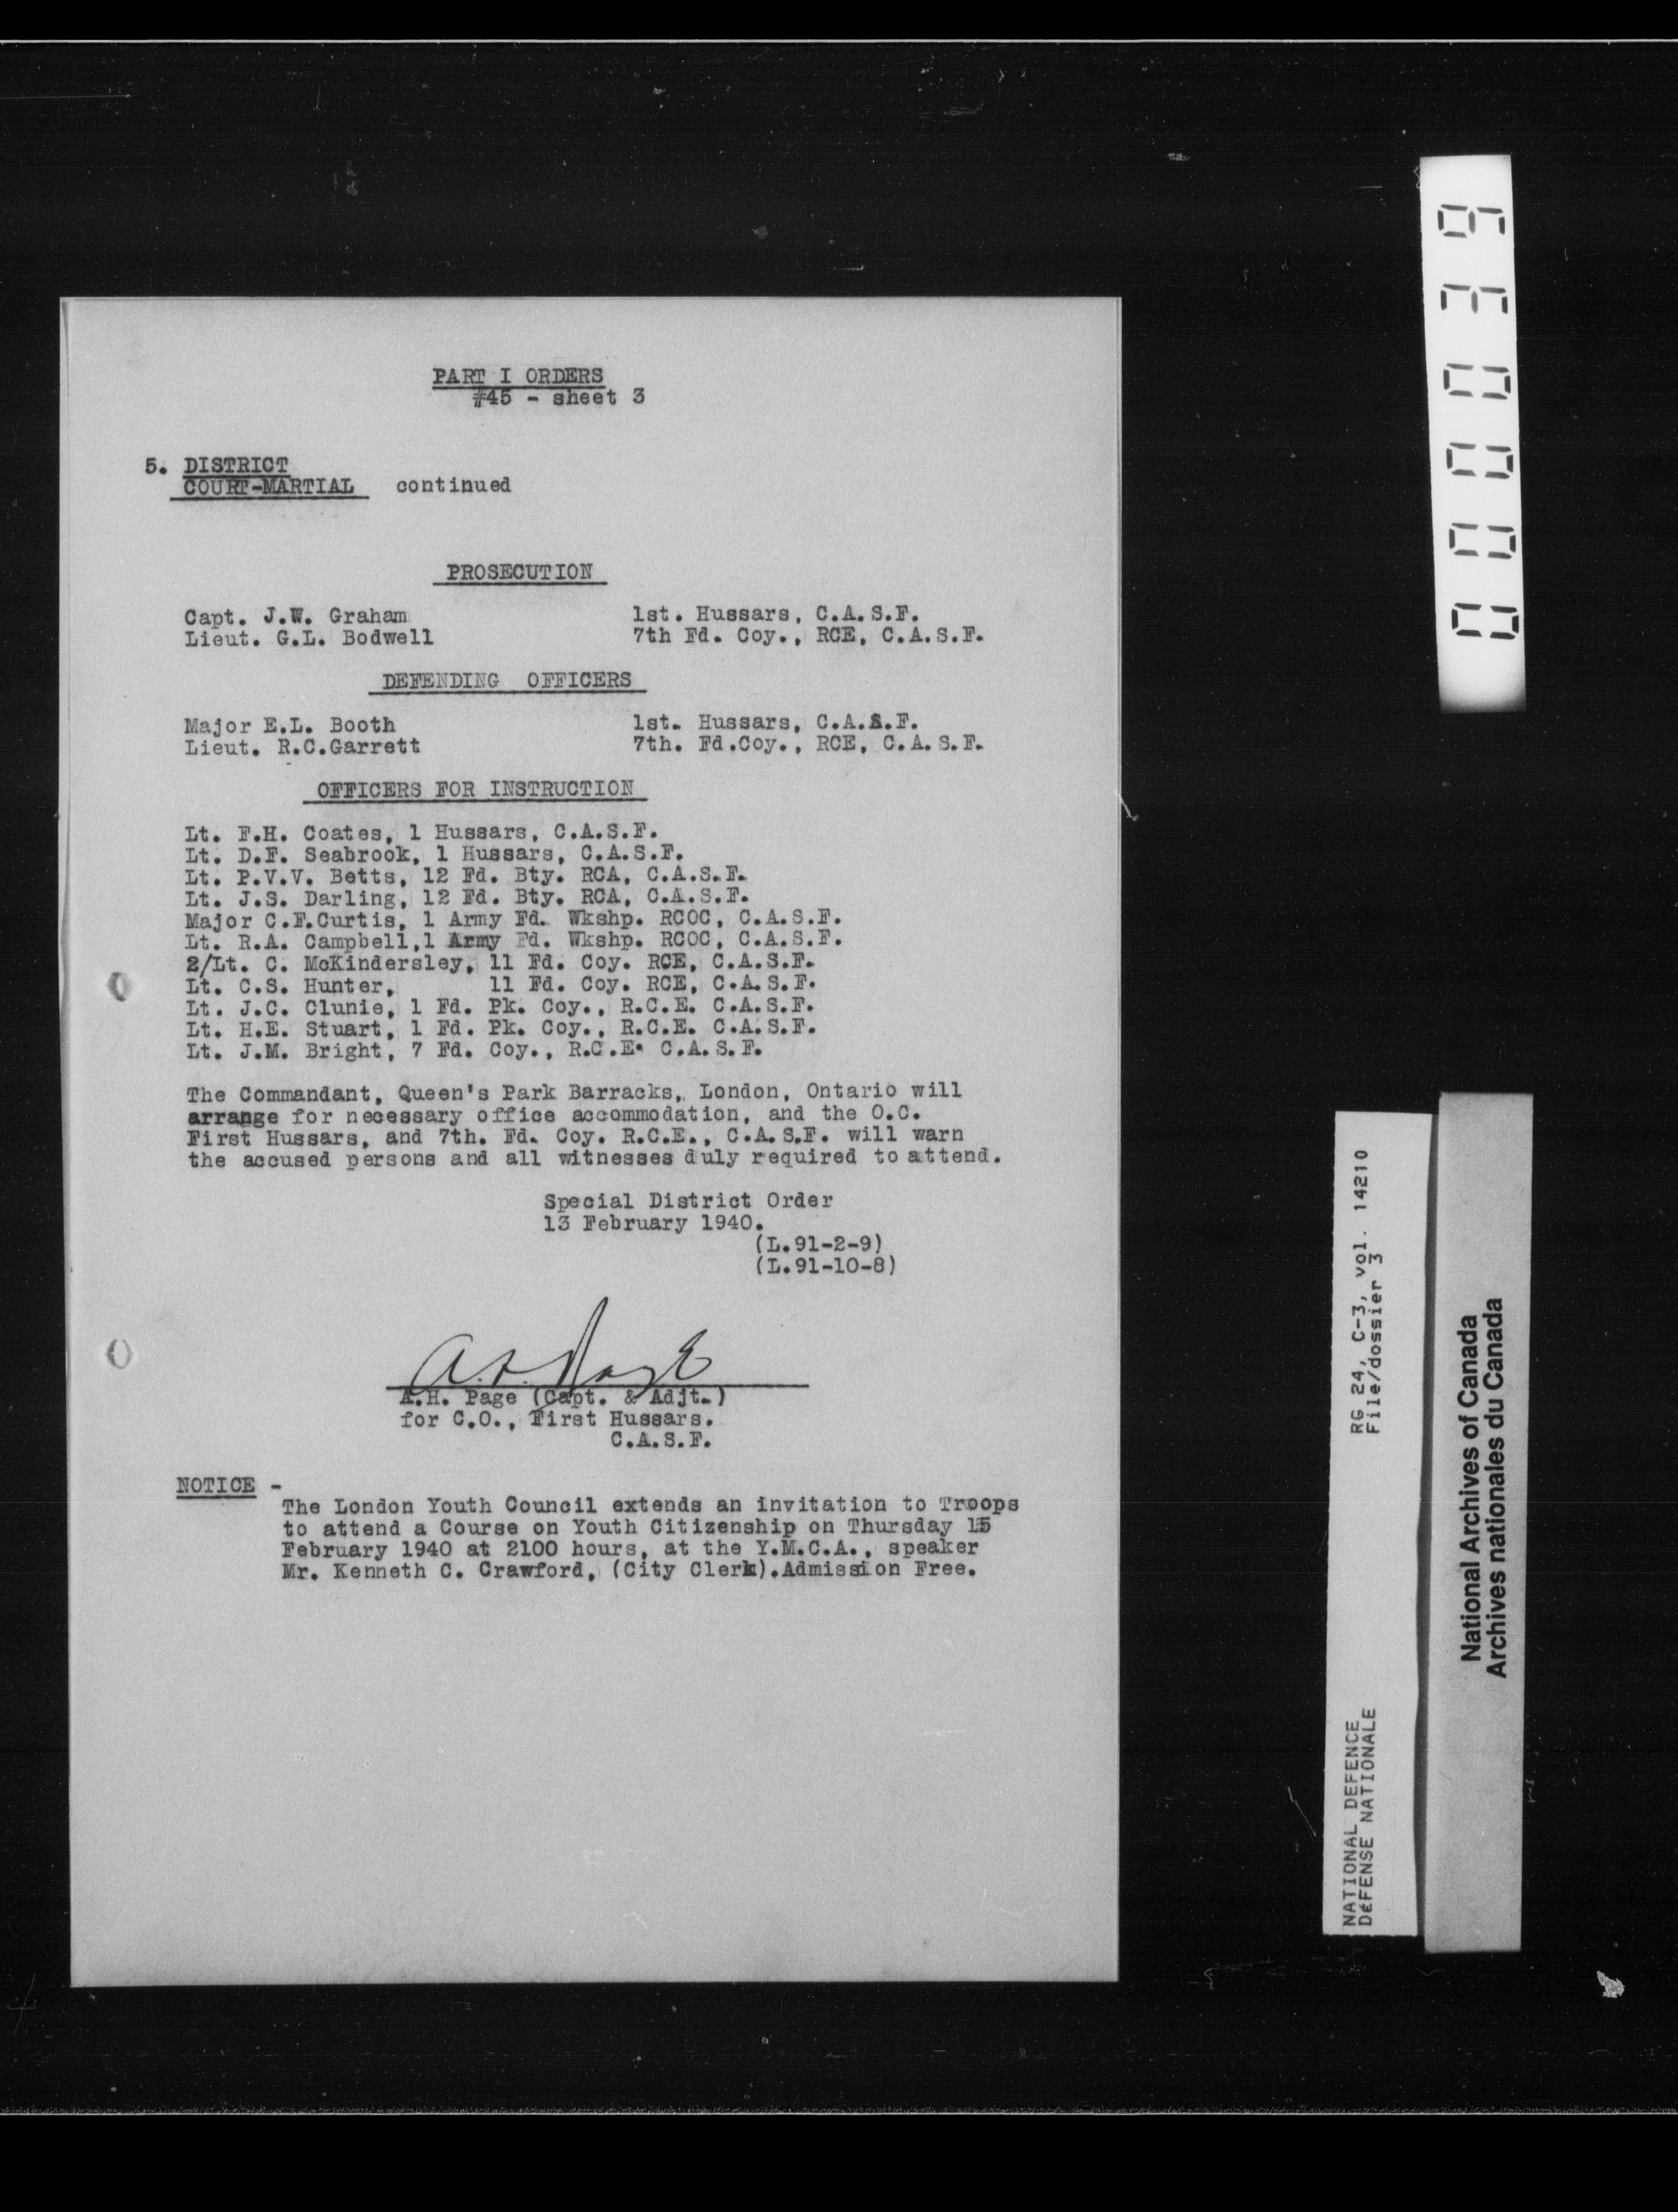 PART I ORDERS
#45 - sheet 3
5. DISTRICT
COURT-MARTIAL continued
PROSECUTION
Capt. J.W. Graham 1st. Hussars, C.A.S.F.
Lieut. G.L. Bodwell 7th Fd. Coy., RCE, C.A.S.F.
DEFENDING OFFICERS
Major E.L. Booth 1st. Hussars, C.A.S.F.
Lieut. R.C.Garrett 7th. Fd.Coy., RCE, C.A.S.F.
OFFICERS FOR INSTRUCTION
Lt. F.H. Coates, 1 Hussars, C.A.S.F.
Lt. D.F. Seabrook, 1 Hussars, C.A.S.F.
Lt. P.V.V. Betts, 12 Fd. Bty. RCA, C.A.S.F.
Lt. J.S. Darling, 12 Fd. Bty. RCA, C.A.S.F.
Major C.F.Curtis, 1 Army Fd. Wkshp. RCOC, C.A.S.F.
Lt. R.A. Campbell,1 Army Fd. Wkshp. RCOC, C.A.S.F.
2/Lt. C. McKindersley, 11 Fd. Coy. RCE, C.A.S.F.
Lt. C.S. Hunter, 11 Fd. Coy. RCE, C.A.S.F.
Lt. J.C. Clunie, 1 Fd. Pk. Coy., R.C.E. C.A.S.F.
Lt. H.E. Stuart, 1 Fd. Pk. Coy., R.C.E. C.A.S.F.
Lt. J.M. Bright, 7 Fd. Coy., R.C.E. C.A.S.F.
The Commandant, Queen's Park Barracks, London, Ontario will
arrange for necessary office accommodation, and the O.C.
First Hussars, and 7th. Fd. Coy. R.C.E., C.A.S.F. will warn
the accused persons and all witnesses duly required to attend.
Special District Order
13 February 1940.
(L.91-2-9)
(L.91-10-8)
A.H. Page
A.H. Page (Capt. & Adjt.)
for C.O., First Hussars.
C.A.S.F.
NOTICE -
The London Youth Council extends an invitation to Troops
to attend a Course on Youth Citizenship on Thursday 15
February 1940 at 2100 hours, at the Y.M.C.A., speaker
Mr. Kenneth C. Crawford, (City Clerk).Admission Free.
000039
NATIONAL DEFENCE RG 24, C-3, vol. 14210
DéFENSE NATIONALE File/dossier 3
National Archives of Canada
Archives nationales du Canada